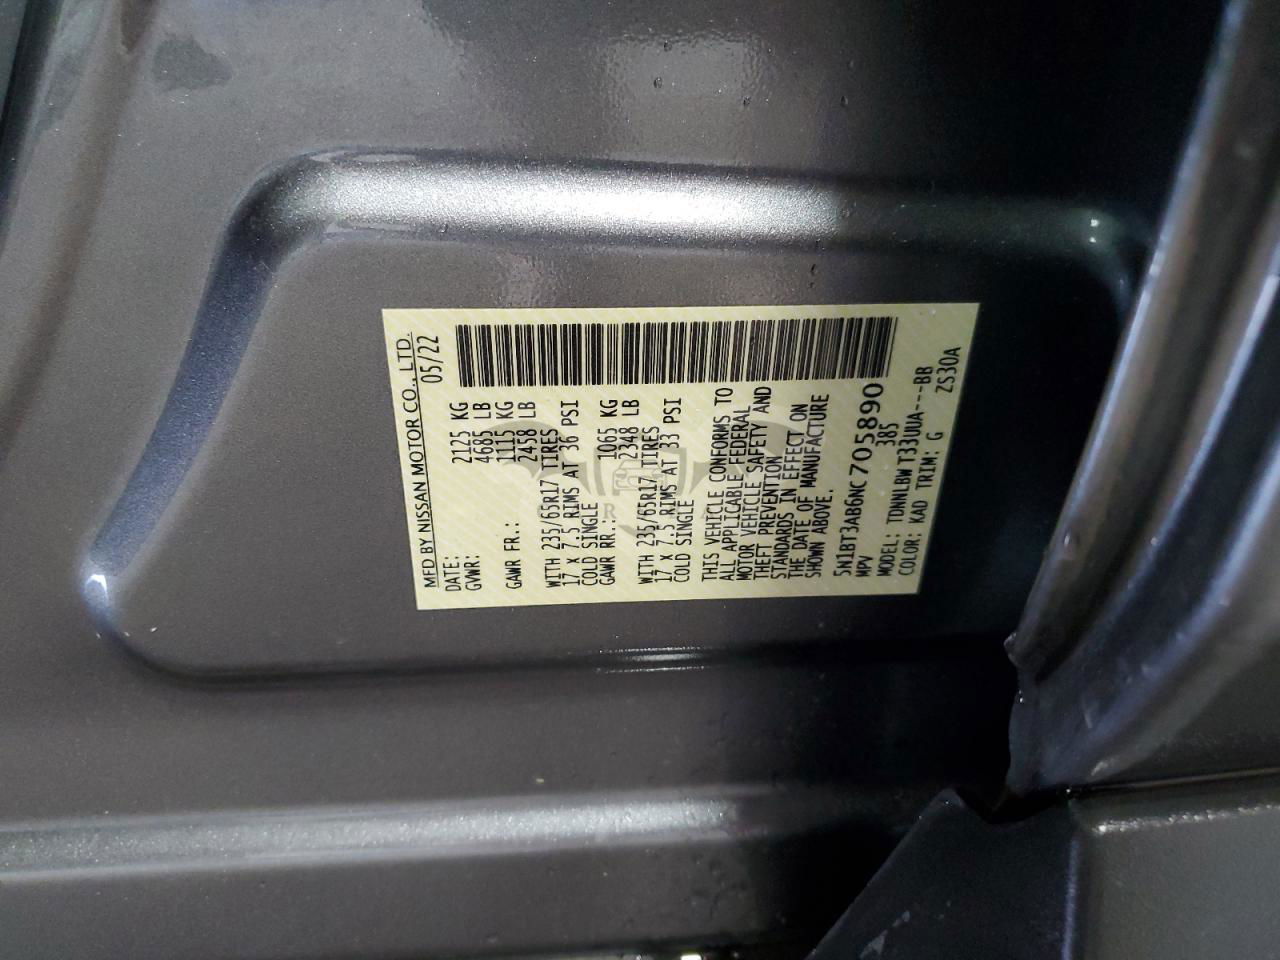 MFD BY NISSAN MOTOR CO., LTD.
DATE: 05/22
GVWR: 2125 KG
4685 LB
GAWR FR.: 1115 KG
2458 LB
WITH 235/65R17 TIRES
17 X 7.5 RIMS AT 36 PSI
COLD SINGLE
GAWR RR.: 1065 KG
2348 LB
WITH 235/65R17 TIRES
17 X 7.5 RIMS AT 33 PSI
COLD SINGLE
THIS VEHICLE CONFORMS TO
ALL APPLICABLE FEDERAL
MOTOR VEHICLE SAFETY AND
THEFT PREVENTION
STANDARDS IN EFFECT ON
THE DATE OF MANUFACTURE
SHOWN ABOVE.
5N1BT3AB6NC705890
MPV 385
MODEL: TDNNLBWT33UUA---BB
COLOR: KAD TRIM: G ZS30A